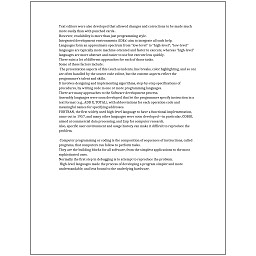 Text editors were also developed that allowed changes and corrections to be made much
more easily than with punched cards.
However, readability is more than just programming style.
Integrated development environments (IDEs) aim to integrate all such help.
Languages form an approximate spectrum from "low-level" to "high-level"; "low-level"
languages are typically more machine-oriented and faster to execute, whereas "high-level"
languages are more abstract and easier to use but execute less quickly.
There exist a lot of different approaches for each of those tasks.
Some of these factors include:
The presentation aspects of this (such as indents, line breaks, color highlighting, and so on)
are often handled by the source code editor, but the content aspects reflect the
programmer's talent and skills.
It involves designing and implementing algorithms, step-by-step specifications of
procedures, by writing code in one or more programming languages.
There are many approaches to the Software development process.
Assembly languages were soon developed that let the programmer specify instruction in a
text format (e.g., ADD X, TOTAL), with abbreviations for each operation code and
meaningful names for specifying addresses.
FORTRAN, the first widely used high-level language to have a functional implementation,
came out in 1957, and many other languages were soon developed—in particular, COBOL
aimed at commercial data processing, and Lisp for computer research.
Also, specific user environment and usage history can make it difficult to reproduce the
problem.
Computer programming or coding is the composition of sequences of instructions, called
programs, that computers can follow to perform tasks.
They are the building blocks for all software, from the simplest applications to the most
sophisticated ones.
Normally the first step in debugging is to attempt to reproduce the problem.
High-level languages made the process of developing a program simpler and more
understandable, and less bound to the underlying hardware.